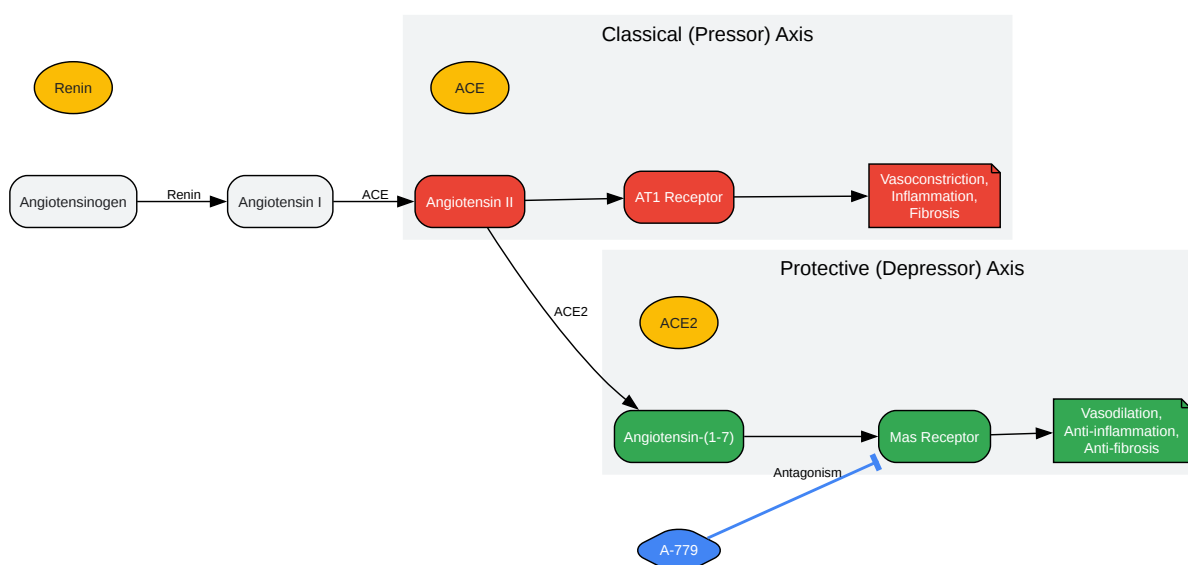 Classical (Pressor) Axis
Renin
ACE
Angiotensinogen
Renin
Angiotensin I
ACE
Angiotensin II
AT1 Receptor
Vasoconstriction,
Inflammation,
Fibrosis
Protective (Depressor) Axis
ACE2
ACE2
Angiotensin-(1-7)
Mas Receptor
Vasodilation,
Anti-inflammation,
Anti-fibrosis
Antagonism
A-779